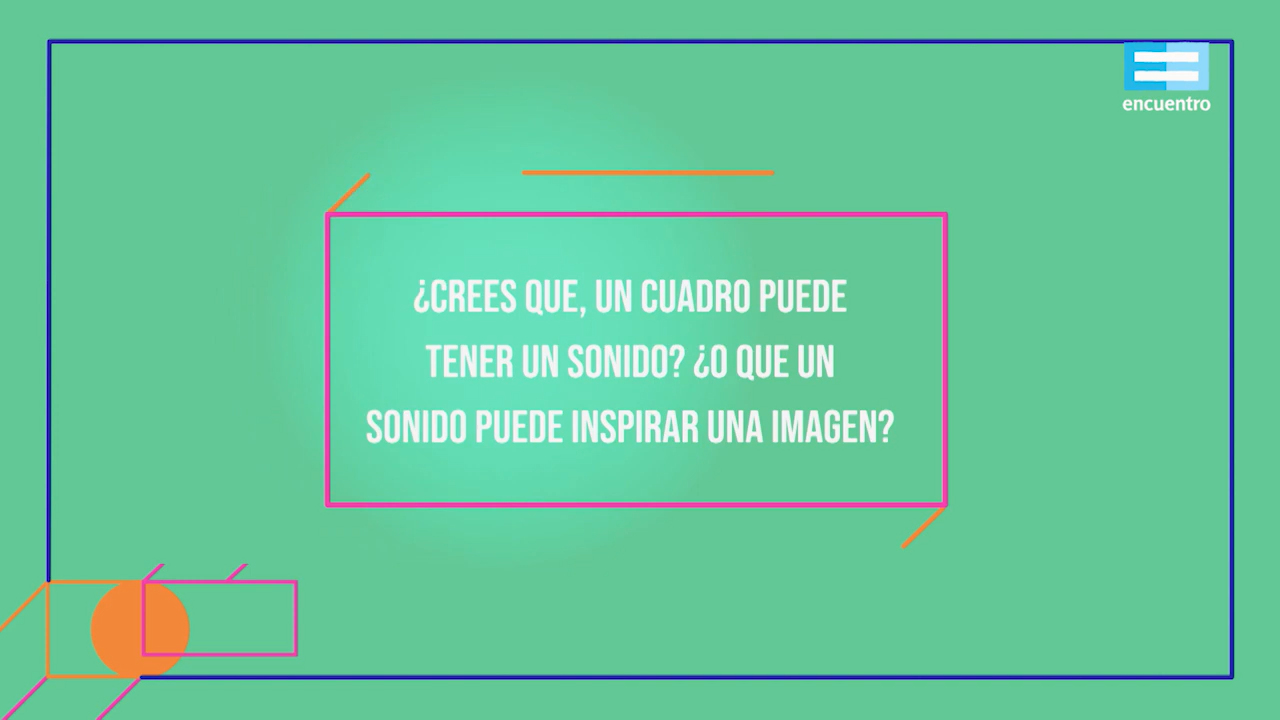 encuentro
¿CREES QUE, UN CUADRO PUEDE
TENER UN SONIDO? ¿O QUE UN
SONIDO PUEDE INSPIRAR UNA IMAGEN?